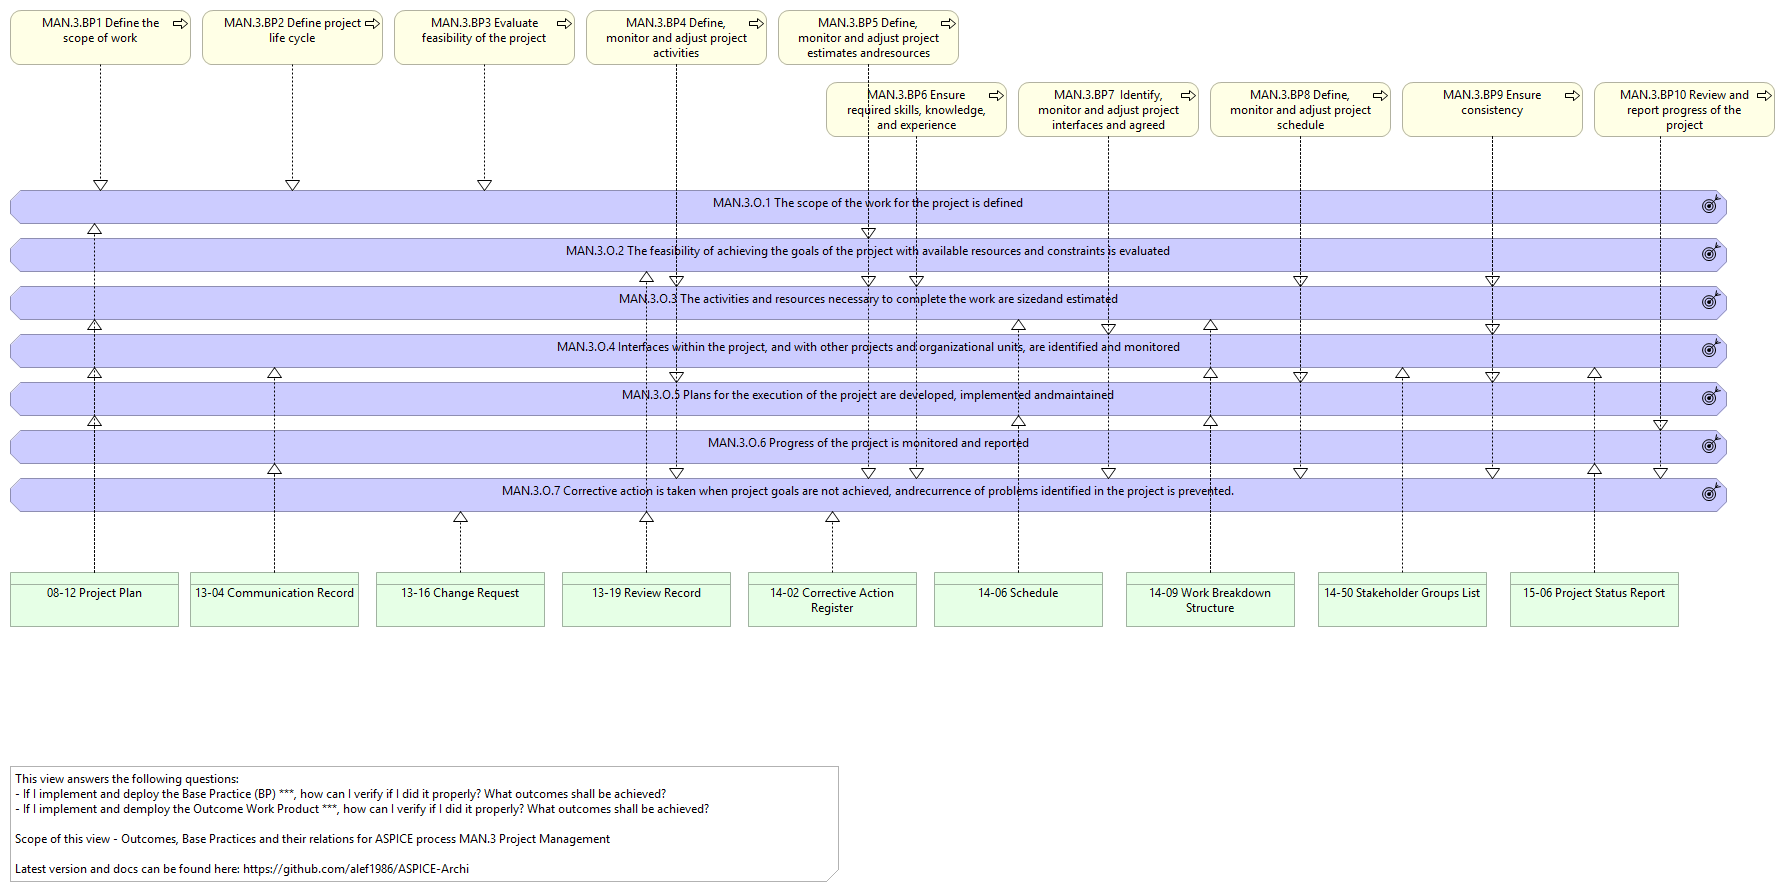 MAN.3.BP1 Define the
scope of work
MAN.3.BP2 Define project
life cycle
MAN.3.BP3 Evaluate
feasibility of the project
MAN.3.BP4 Define,
monitor and adjust project
activities
MAN.3.BP5 Define,
monitor and adjust project
estimates andresources
MAN.3.BP6 Ensure
required skills, knowledge,
and experience
MAN.3.BP7  Identify,
monitor and adjust project
interfaces and agreed
MAN.3.BP8 Define,
monitor and adjust project
schedule
MAN.3.BP9 Ensure
consistency
MAN.3.BP10 Review and
report progress of the
project
MAN.3.O.1 The scope of the work for the project is defined
MAN.3.O.2 The feasibility of achieving the goals of the project with available resources and constraints is evaluated
MAN.3.O.3 The activities and resources necessary to complete the work are sizedand estimated
MAN.3.O.4 Interfaces within the project, and with other projects and organizational units, are identified and monitored
MAN.3.O.5 Plans for the execution of the project are developed, implemented andmaintained
MAN.3.O.6 Progress of the project is monitored and reported
MAN.3.O.7 Corrective action is taken when project goals are not achieved, andrecurrence of problems identified in the project is prevented.
08-12 Project Plan
13-04 Communication Record
13-16 Change Request
13-19 Review Record
14-02 Corrective Action
Register
14-06 Schedule
14-09 Work Breakdown
Structure
14-50 Stakeholder Groups List
15-06 Project Status Report
This view answers the following questions:
- If I implement and deploy the Base Practice (BP) ***, how can I verify if I did it properly? What outcomes shall be achieved?
- If I implement and demploy the Outcome Work Product ***, how can I verify if I did it properly? What outcomes shall be achieved?
Scope of this view - Outcomes, Base Practices and their relations for ASPICE process MAN.3 Project Management
Latest version and docs can be found here: https://github.com/alef1986/ASPICE-Archi